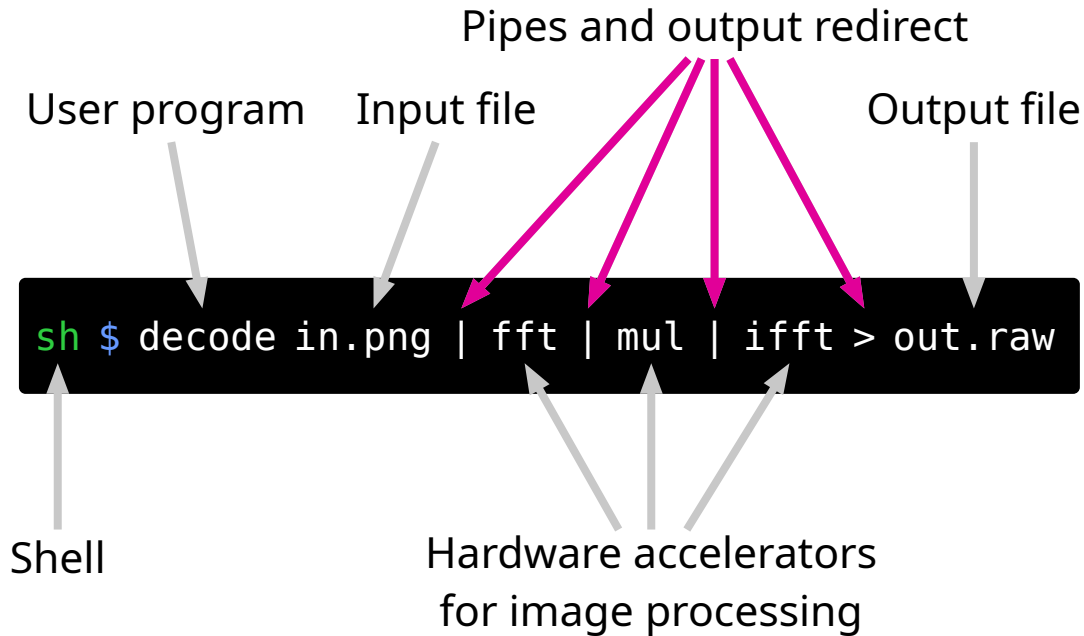 Pipes and output redirect
User program
Input file
Output file
sh $ decode in.png | fft | mul | ifft > out.raw
Shell
Hardware accelerators
for image processing